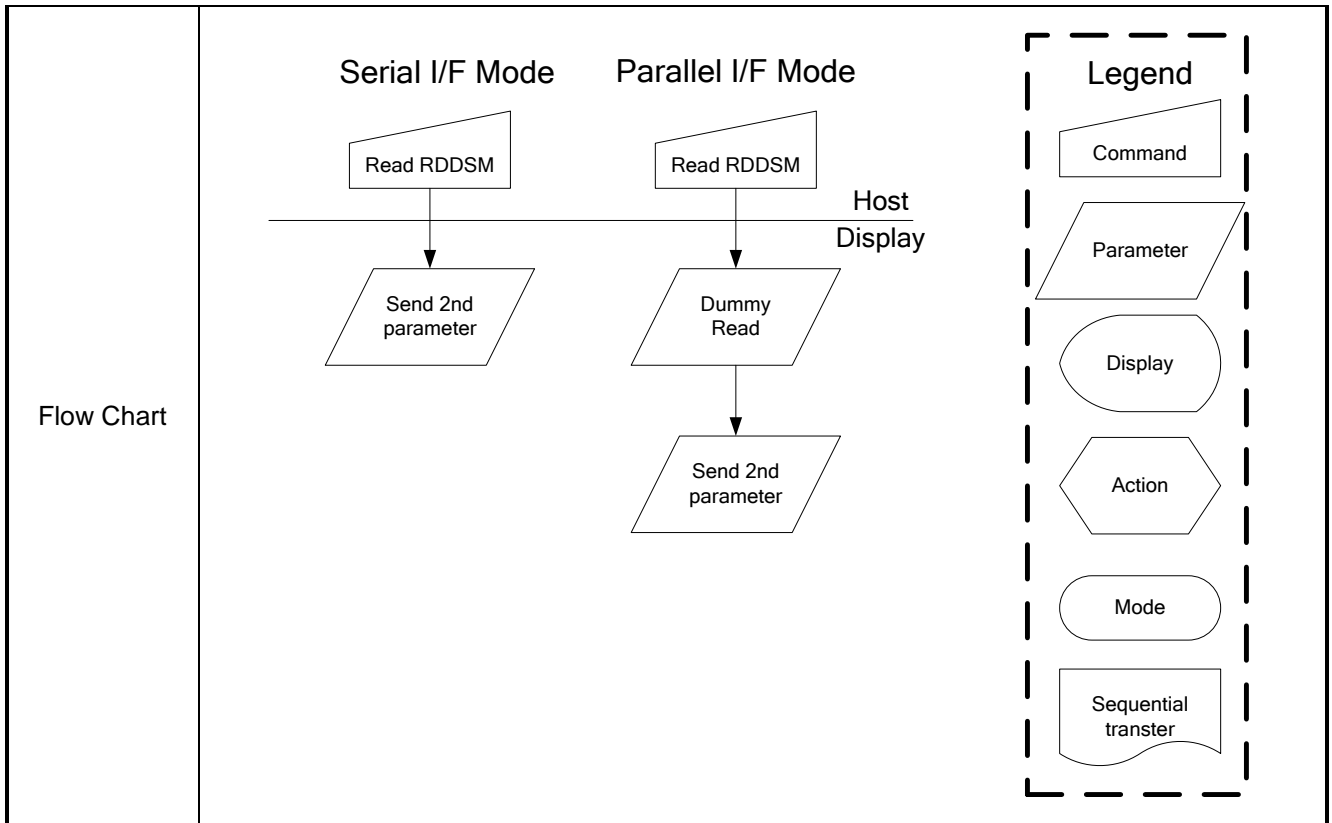 Flow Chart
Serial I/F Mode
Read RDDSM
Send 2nd
parameter
Parallel I/F Mode
Read RDDSM
Host
Display
Dummy
Read
Send 2nd
parameter
Legend
Command
Parameter
Display
Action
Mode
Sequential
transter